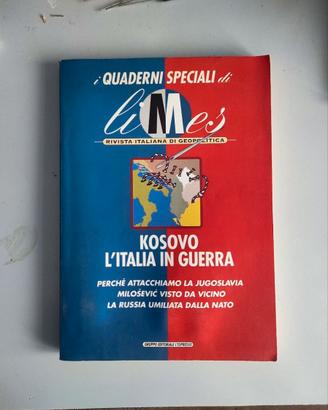 i QUADERNI SPECIALI di
liMes
RIVISTA ITALIANA DI GEOPOLITICA
KOSOVO
L'ITALIA IN GUERRA
PERCHÉ ATTACCHIAMO LA JUGOSLAVIA
MILOŠEVIĆ VISTO DA VICINO
LA RUSSIA UMILIATA DALLA NATO
GRUPPO EDITORIALE L'ESPRESSO